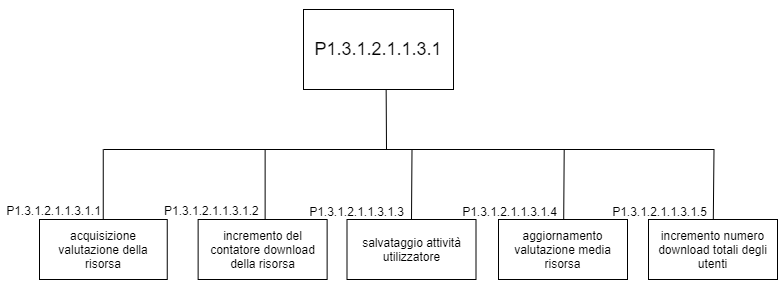 P1.3.1.2.1.1.3.1
P1.3.1.2.1.1.3.1.1
acquisizione
valutazione della
risorsa
P1.3.1.2.1.1.3.1.2
incremento del
contatore download
della risorsa
P1.3.1.2.1.1.3.1.3
salvataggio attività
utilizzatore
P1.3.1.2.1.1.3.1.4
aggiornamento
valutazione media
risorsa
P1.3.1.2.1.1.3.1.5
incremento numero
download totali degli
utenti